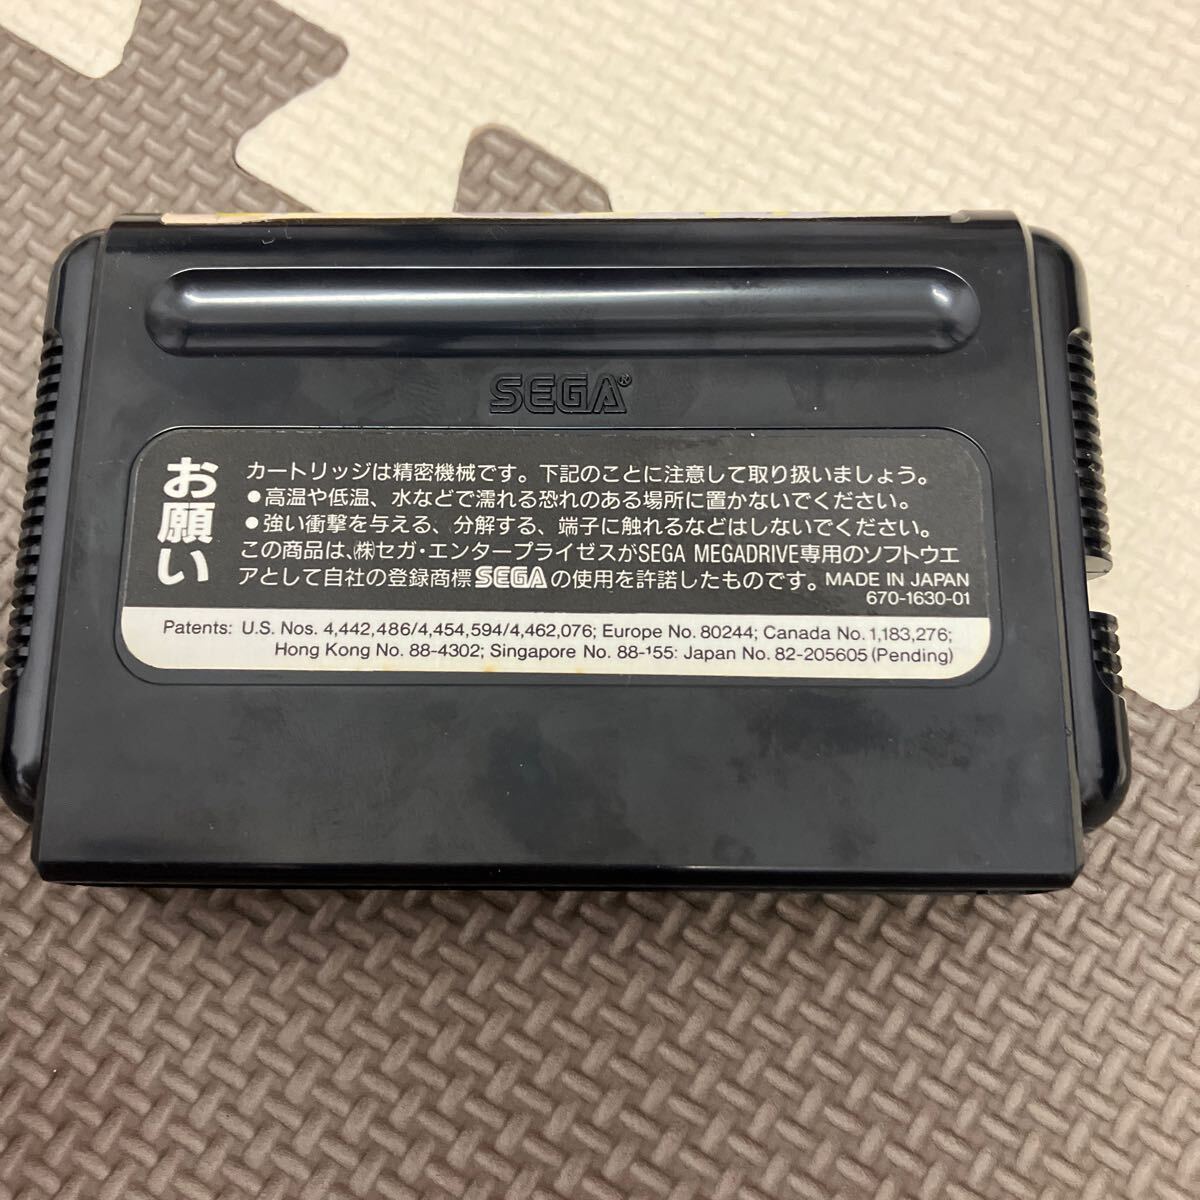 SEGA®
お願い
カートリッジは精密機械です。下記のことに注意して取り扱いましょう。
●高温や低温、水などで濡れる恐れのある場所に置かないでください。
●強い衝撃を与える、分解する、端子に触れるなどはしないでください。
この商品は、㈱セガ・エンタープライゼスがSEGA MEGADRIVE専用のソフトウエ
アとして自社の登録商標SEGAの使用を許諾したものです。 MADE IN JAPAN
670-1630-01
Patents: U.S. Nos. 4,442,486/4,454,594/4,462,076; Europe No. 80244; Canada No. 1,183,276;
Hong Kong No. 88-4302; Singapore No. 88-155: Japan No. 82-205605 (Pending)